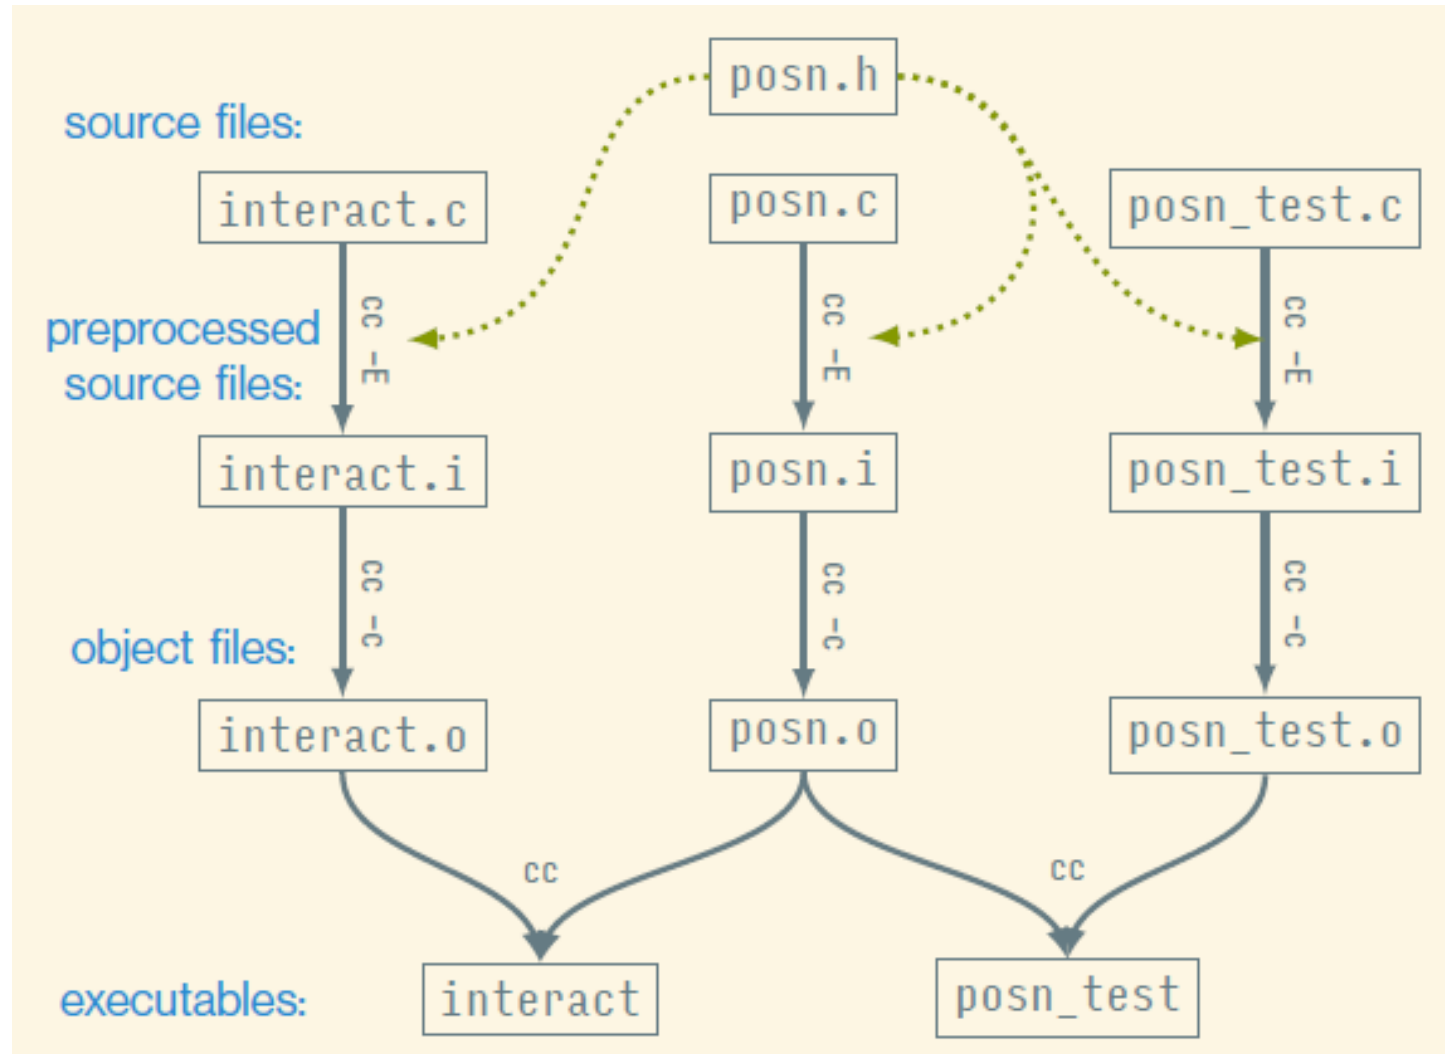 posn.h
source files:
interact.c
posn.c
posn_test.c
cc -E
cc -E
cc -E
preprocessed
source files:
interact.i
posn.i
posn_test.i
cc -c
cc -c
cc -c
object files:
interact.o
posn.o
posn_test.o
cc
cc
executables:
interact
posn_test